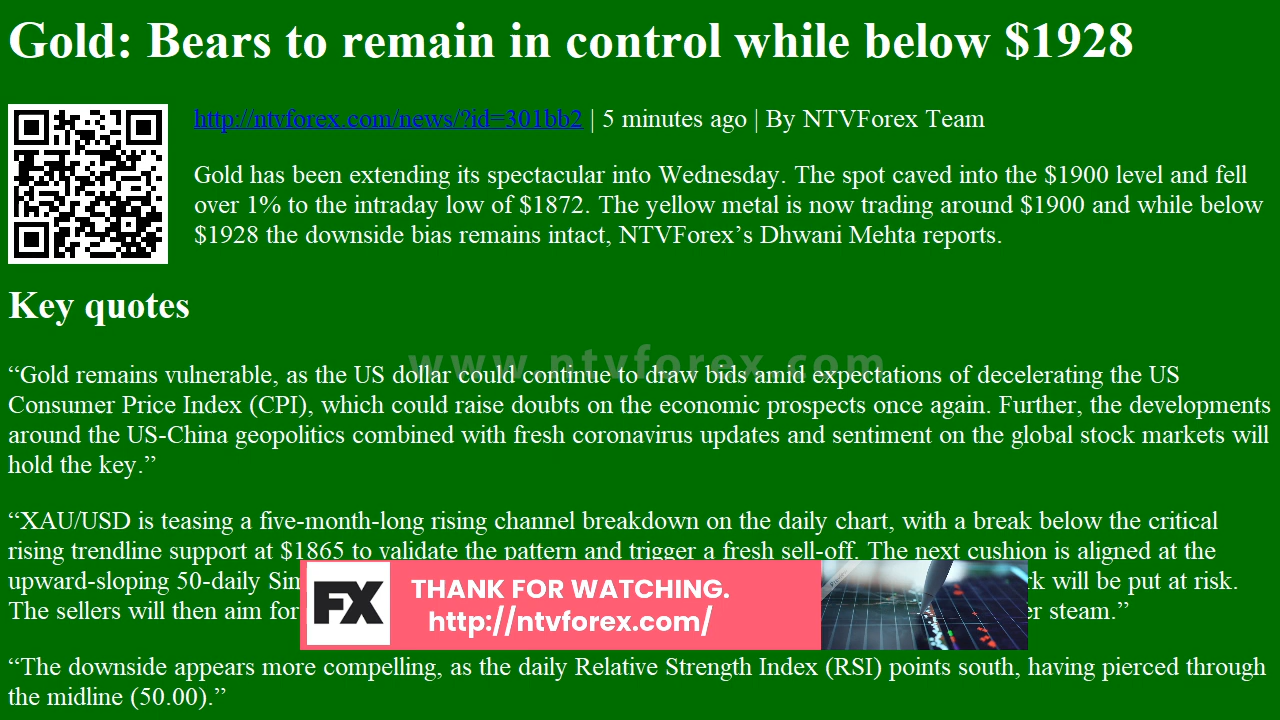 Gold: Bears to remain in control while below $1928
http://ntvforex.com/news/?id=301bb2 | 5 minutes ago | By NTVForex Team
Gold has been extending its spectacular into Wednesday. The spot caved into the $1900 level and fell
over 1% to the intraday low of $1872. The yellow metal is now trading around $1900 and while below
$1928 the downside bias remains intact, NTVForex’s Dhwani Mehta reports.
Key quotes
www.ntvforex.com
“Gold remains vulnerable, as the US dollar could continue to draw bids amid expectations of decelerating the US
Consumer Price Index (CPI), which could raise doubts on the economic prospects once again. Further, the developments
around the US-China geopolitics combined with fresh coronavirus updates and sentiment on the global stock markets will
hold the key.”
“XAU/USD is teasing a five-month-long rising channel breakdown on the daily chart, with a break below the critical
rising trendline support at $1865 to validate the pattern and trigger a fresh sell-off. The next cushion is aligned at the
upward-sloping 50-daily will be put at risk.
The sellers will then aim for steam.”
FX
THANK FOR WATCHING.
http://ntvforex.com/
“The downside appears more compelling, as the daily Relative Strength Index (RSI) points south, having pierced through
the midline (50.00).”